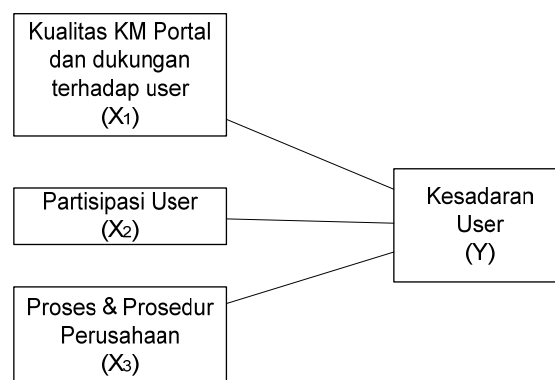 Kualitas KM Portal
dan dukungan
terhadap user
(X1)
Partisipasi User
(X2)
Proses & Prosedur
Perusahaan
(X3)
Kesadaran
User
(Y)